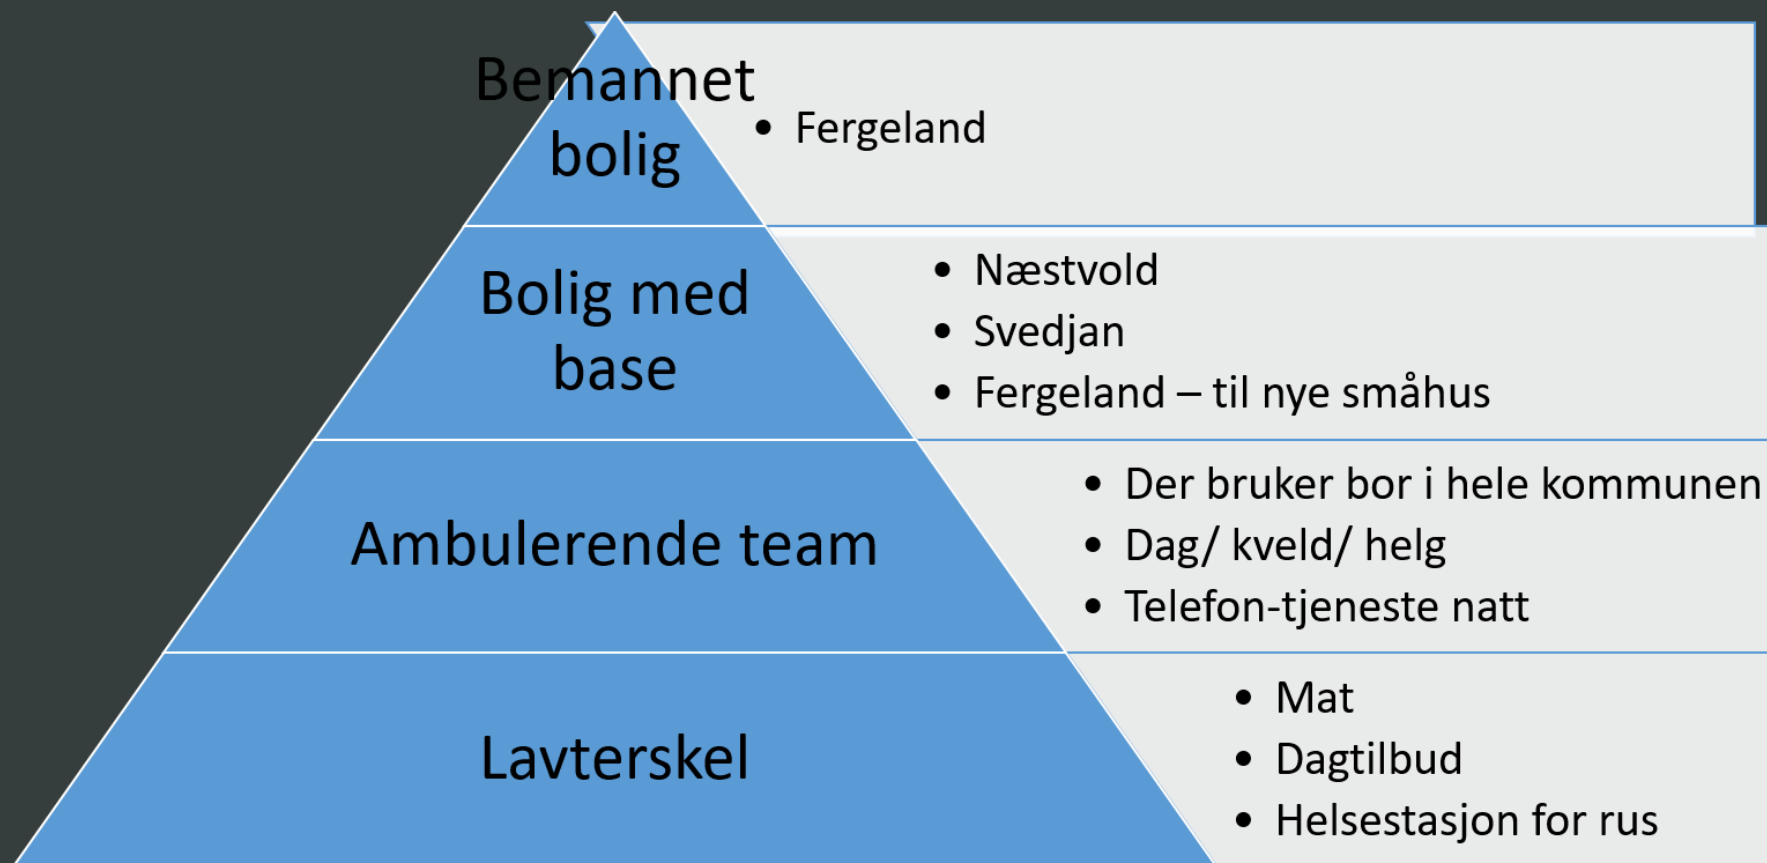 Bemannet
bolig
• Fergeland
Bolig med
base
• Næstvold
• Svedjan
• Fergeland – til nye småhus
Ambulerende team
• Der bruker bor i hele kommunen
• Dag/ kveld/ helg
• Telefon-tjeneste natt
Lavterskel
• Mat
• Dagtilbud
• Helsestasjon for rus